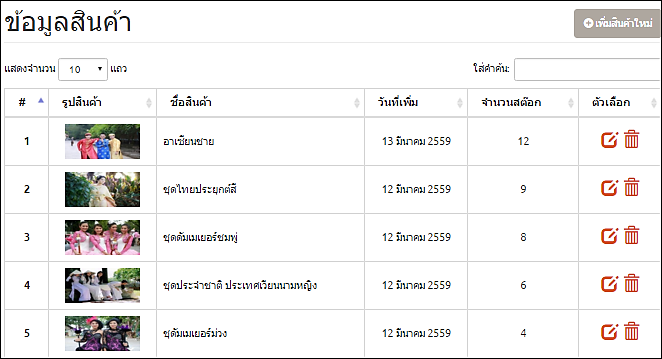 ข้อมูลสินค้า
เพิ่มสินค้าใหม่
แสดงจำนวน 10 แถว
ใส่คำค้น:
# รูปสินค้า ชื่อสินค้า วันที่เพิ่ม จำนวนสต๊อก ตัวเลือก
1 อาเซียนชาย 13 มีนาคม 2559 12
2 ชุดไทยประยุกต์สี 12 มีนาคม 2559 9
3 ชุดดัมเมเยอร์ชมพู่ 12 มีนาคม 2559 8
4 ชุดประจำชาติ ประเทศเวียนนามหญิง 12 มีนาคม 2559 6
5 ชุดัมเมเยอร์ม่วง 12 มีนาคม 2559 4